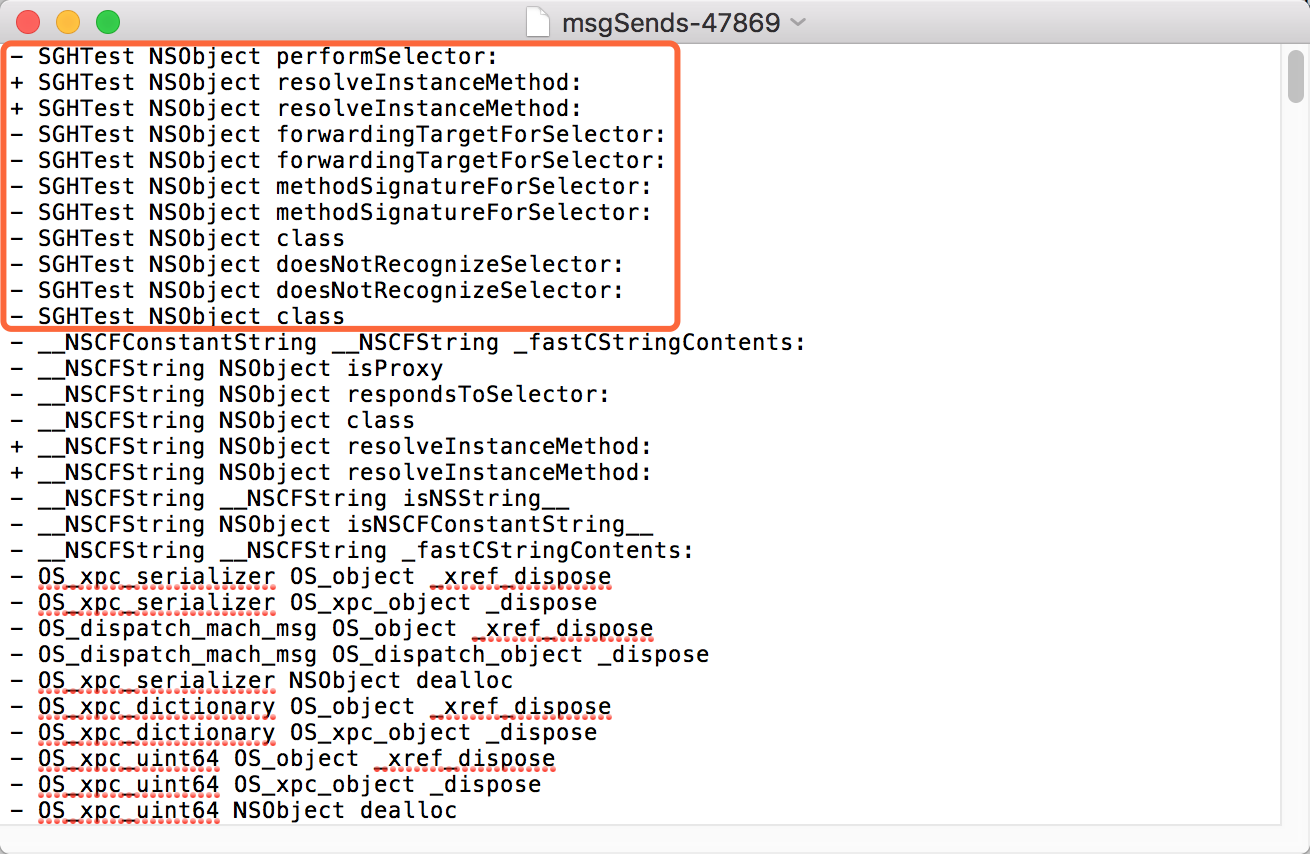 msgSends-47869
- SGHTest NSObject performSelector:
+ SGHTest NSObject resolveInstanceMethod:
+ SGHTest NSObject resolveInstanceMethod:
- SGHTest NSObject forwardingTargetForSelector:
- SGHTest NSObject forwardingTargetForSelector:
- SGHTest NSObject methodSignatureForSelector:
- SGHTest NSObject methodSignatureForSelector:
- SGHTest NSObject class
- SGHTest NSObject doesNotRecognizeSelector:
- SGHTest NSObject doesNotRecognizeSelector:
- SGHTest NSObject class
- __NSCFConstantString __NSCFString _fastCStringContents:
- __NSCFString NSObject isProxy
- __NSCFString NSObject respondsToSelector:
- __NSCFString NSObject class
+ __NSCFString NSObject resolveInstanceMethod:
+ __NSCFString NSObject resolveInstanceMethod:
- __NSCFString __NSCFString isNSString__
- __NSCFString NSObject isNSCFConstantString__
- __NSCFString __NSCFString _fastCStringContents:
- OS_xpc_serializer OS_object _xref_dispose
- OS_xpc_serializer OS_xpc_object _dispose
- OS_dispatch_mach_msg OS_object _xref_dispose
- OS_dispatch_mach_msg OS_dispatch_object _dispose
- OS_xpc_serializer NSObject dealloc
- OS_xpc_dictionary OS_object _xref_dispose
- OS_xpc_dictionary OS_xpc_object _dispose
- OS_xpc_uint64 OS_object _xref_dispose
- OS_xpc_uint64 OS_xpc_object _dispose
- OS_xpc_uint64 NSObject dealloc